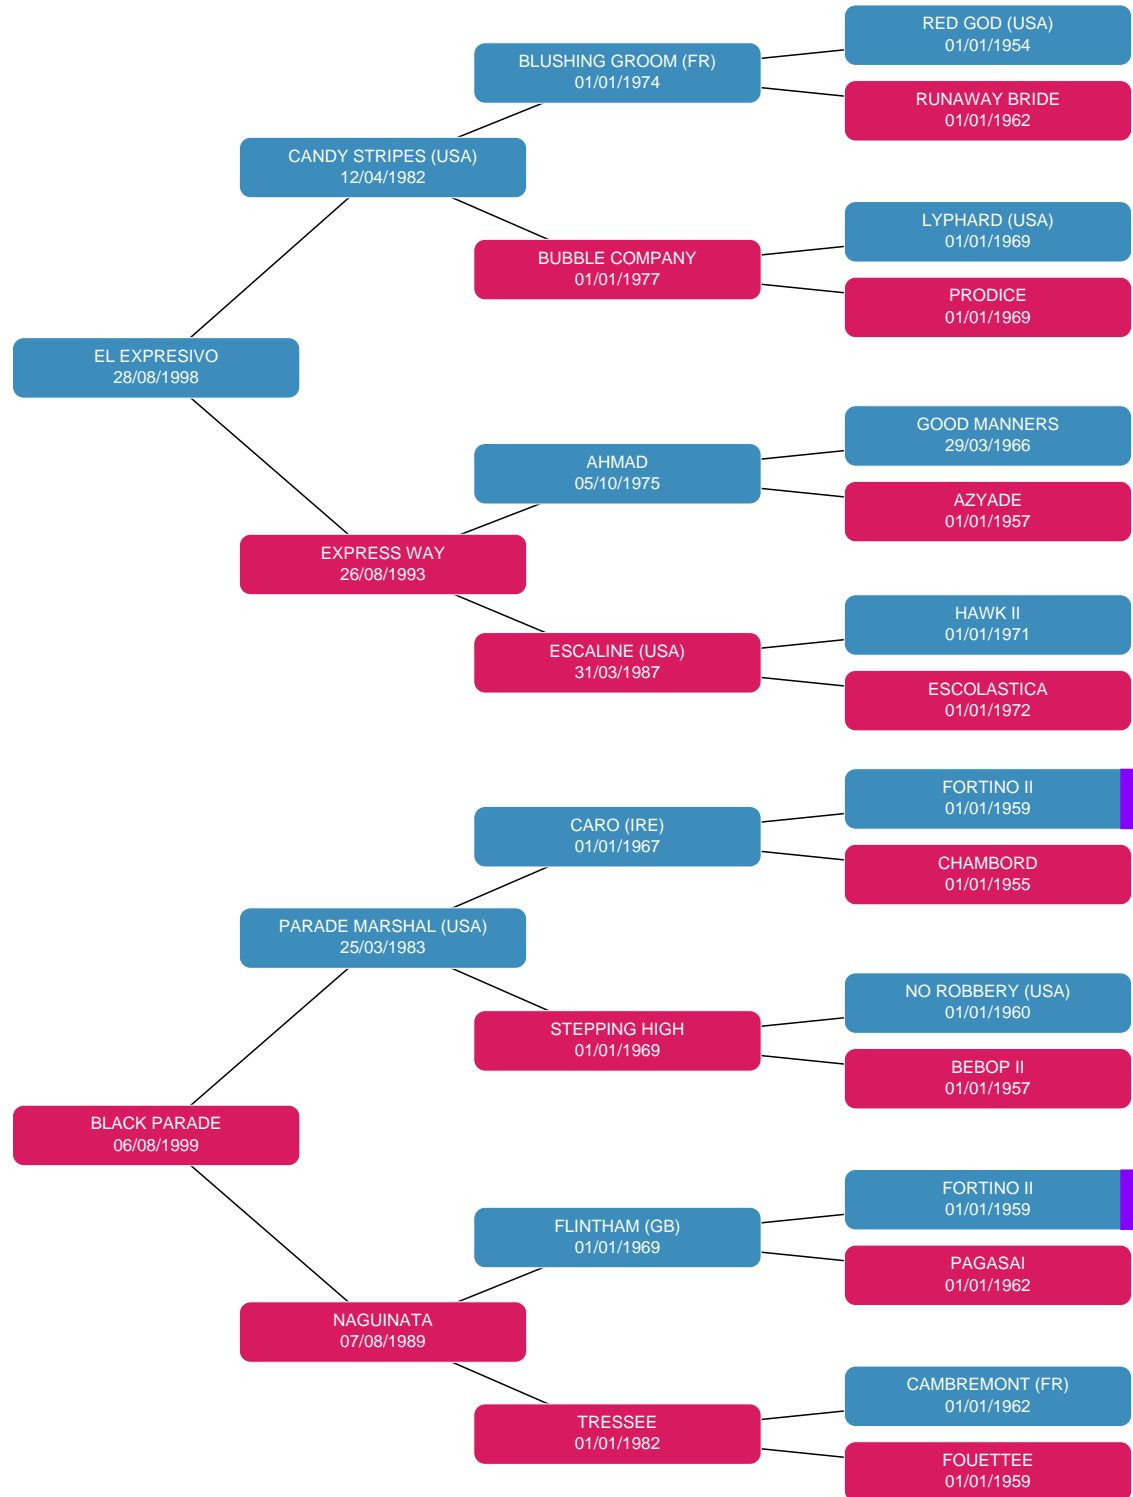 RED GOD (USA)
01/01/1954
BLUSHING GROOM (FR)
01/01/1974
RUNAWAY BRIDE
01/01/1962
CANDY STRIPES (USA)
12/04/1982
LYPHARD (USA)
01/01/1969
BUBBLE COMPANY
01/01/1977
PRODICE
01/01/1969
EL EXPRESIVO
28/08/1998
GOOD MANNERS
29/03/1966
AHMAD
05/10/1975
AZYADE
01/01/1957
EXPRESS WAY
26/08/1993
HAWK II
01/01/1971
ESCALINE (USA)
31/03/1987
ESCOLASTICA
01/01/1972
FORTINO II
01/01/1959
CARO (IRE)
01/01/1967
CHAMBORD
01/01/1955
PARADE MARSHAL (USA)
25/03/1983
NO ROBBERY (USA)
01/01/1960
STEPPING HIGH
01/01/1969
BEBOP II
01/01/1957
BLACK PARADE
06/08/1999
FORTINO II
01/01/1959
FLINTHAM (GB)
01/01/1969
PAGASAI
01/01/1962
NAGUINATA
07/08/1989
CAMBREMONT (FR)
01/01/1962
TRESSEE
01/01/1982
FOUETTEE
01/01/1959